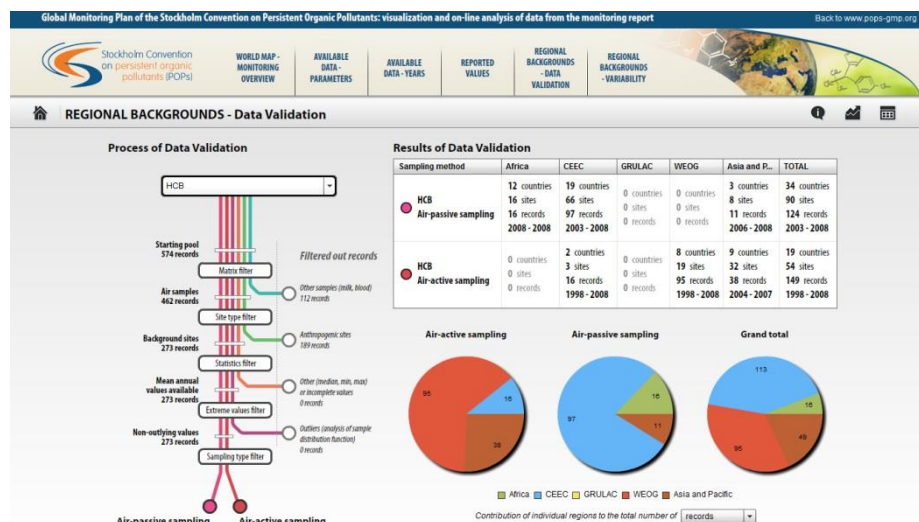 Global Monitoring Plan of the Stockholm Convention on Persistent Organic Pollutants: visualization and on-line analysis of data from the monitoring report
Back to www.pops-gmp.org
Stockholm Convention
on persistent organic
pollutants (POPs)
WORLD MAP -
MONITORING
OVERVIEW
AVAILABLE
DATA -
PARAMETERS
AVAILABLE
DATA - YEARS
REPORTED
VALUES
REGIONAL
BACKGROUNDS
- DATA
VALIDATION
REGIONAL
BACKGROUNDS
- VARIABILITY
REGIONAL BACKGROUNDS - Data Validation
Process of Data Validation
HCB
Starting pool
574 records
Filtered out records
Matrix filter
Air samples
462 records
Other samples (milk, blood)
112 records
Site type filter
Background sites
273 records
Anthropogenic sites
189 records
Statistics filter
Mean annual
values available
273 records
Other (median, min, max)
or incomplete values
0 records
Extreme values filter
Non-outlying values
273 records
Outliers (analysis of sample
distribution function)
0 records
Sampling type filter
Air-passive sampling
Air-active sampling
Results of Data Validation
Sampling method Africa CEEC GRULAC WEOG Asia and P... TOTAL
12 countries 19 countries 0 countries 0 countries 3 countries 34 countries
HCB 16 sites 66 sites 0 sites 0 sites 8 sites 90 sites
Air-passive sampling 16 records 97 records 0 records 0 records 11 records 124 records
2008 - 2008 2003 - 2008 2006 - 2008 2003 - 2008
0 countries 2 countries 0 countries 8 countries 9 countries 19 countries
HCB 0 sites 3 sites 0 sites 19 sites 32 sites 54 sites
Air-active sampling 0 records 16 records 0 records 95 records 38 records 149 records
1998 - 2008 1998 - 2008 2004 - 2007 1998 - 2008
Air-active sampling
95
16
38
Air-passive sampling
97
16
11
Grand total
113
16
95
49
Africa CEEC GRULAC WEOG Asia and Pacific
Contribution of individual regions to the total number of records